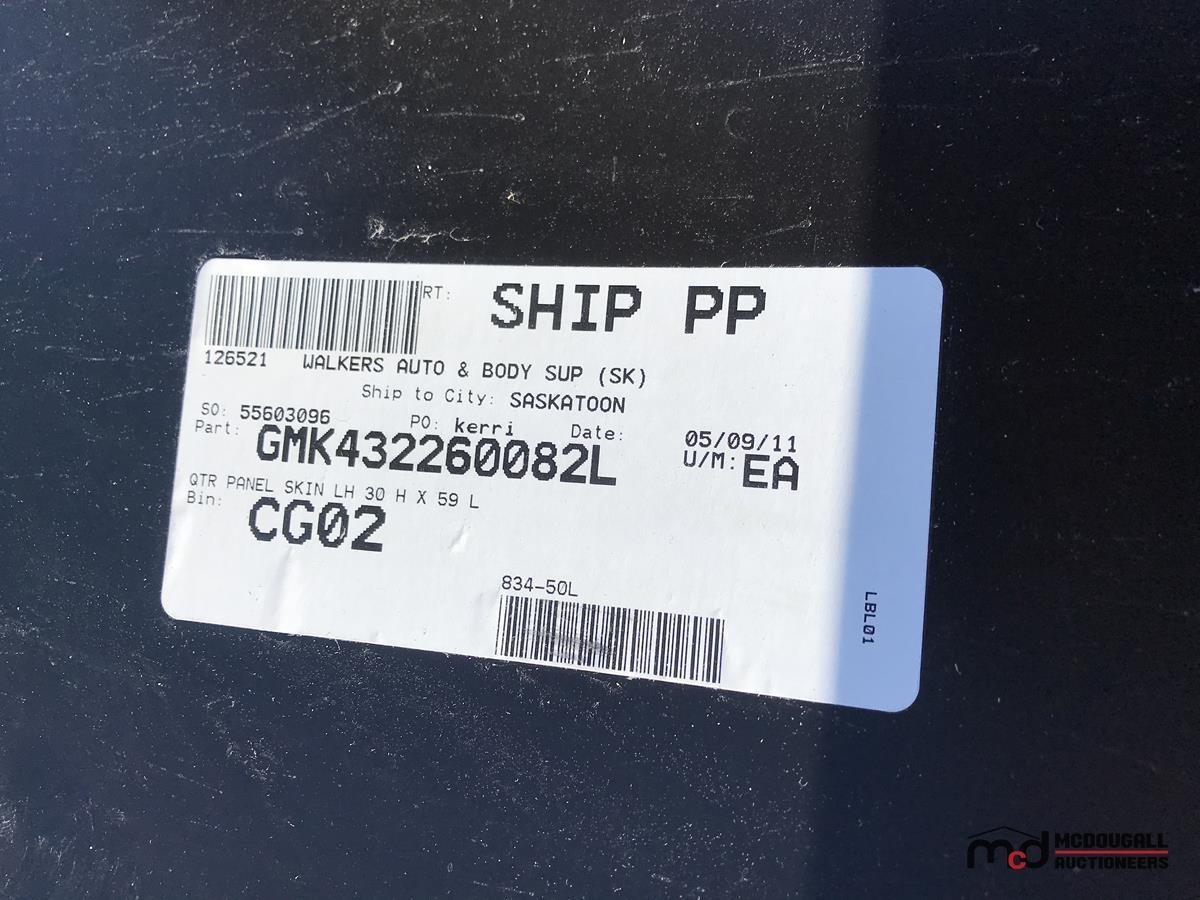 RT: SHIP PP
126521 WALKERS AUTO & BODY SUP (SK)
Ship to City: SASKATOON
SO: 55603096 PO: kerri Date: 05/09/11
Part: GMK432260082L U/M: EA
QTR PANEL SKIN LH 30 H X 59 L
Bin: CG02
834-50L
LBL01
mcd MCDOUGALL
AUCTIONEERS